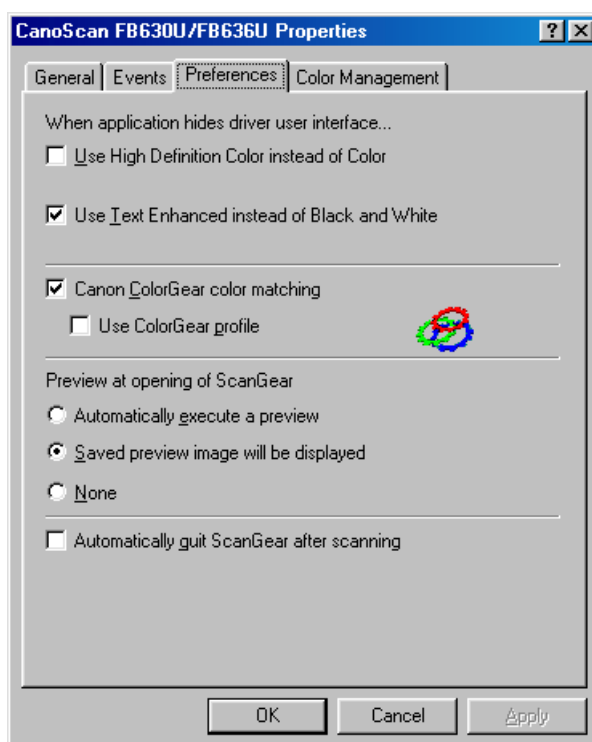 CanoScan FB630U/FB636U Properties
General Events Preferences Color Management
When application hides driver user interface...
Use High Definition Color instead of Color
Use Text Enhanced instead of Black and White
Canon ColorGear color matching
Use ColorGear profile
Preview at opening of ScanGear
Automatically execute a preview
Saved preview image will be displayed
None
Automatically quit ScanGear after scanning
OK Cancel Apply